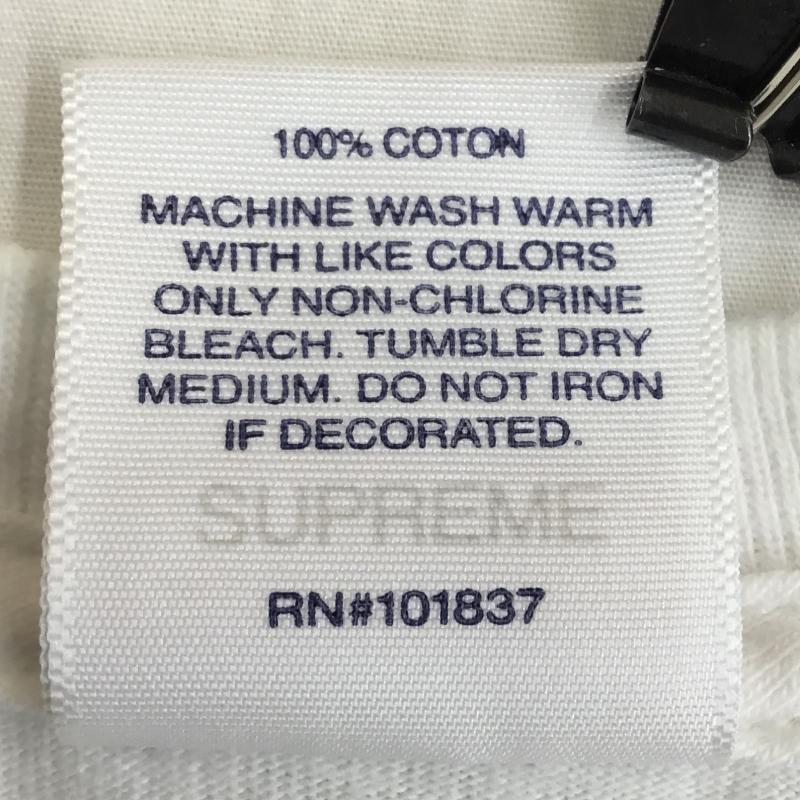 100% COTON
MACHINE WASH WARM
WITH LIKE COLORS
ONLY NON-CHLORINE
BLEACH. TUMBLE DRY
MEDIUM. DO NOT IRON
IF DECORATED.
SUPREME
RN#101837